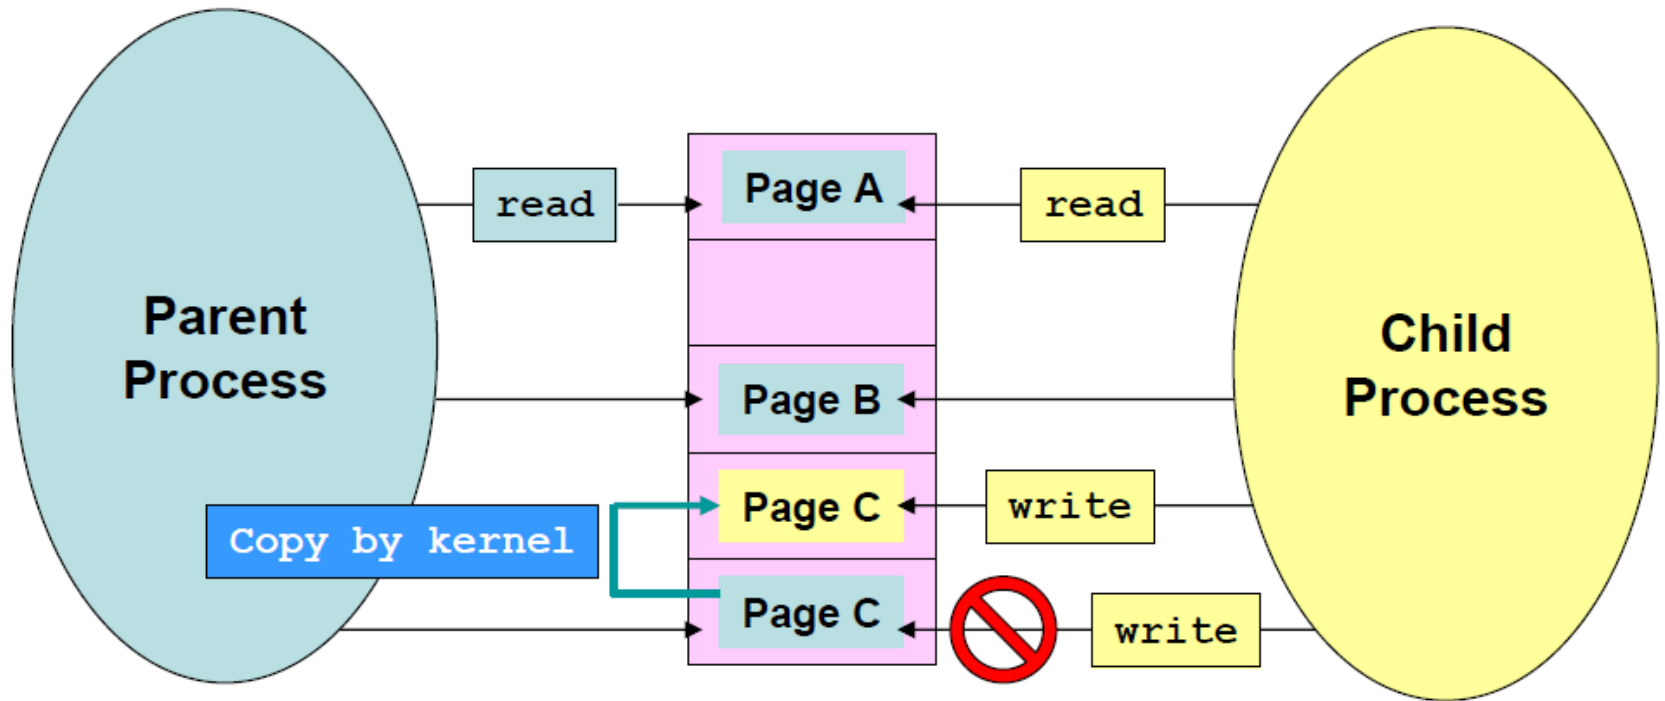 Parent
Process
read
Page A
read
Page B
Page C
write
Copy by kernel
Page C
write
Child
Process